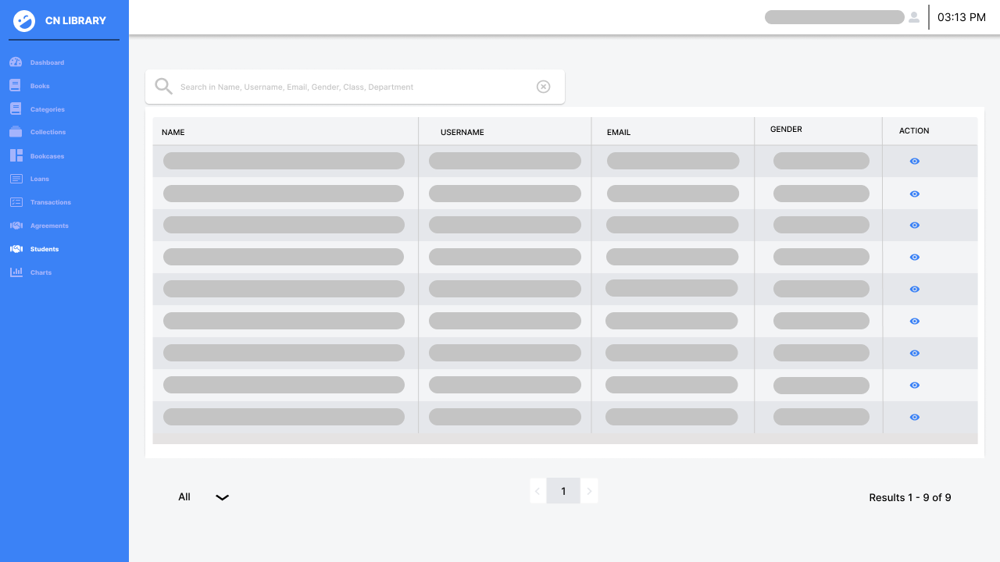 CN LIBRARY
03:13 PM
Dashboard
Books
Categories
Collections
Bookcases
Loans
Transactions
Agreements
Students
Charts
Search in Name, Username, Email, Gender, Class, Department
NAME USERNAME EMAIL GENDER ACTION
All
1
Results 1 - 9 of 9